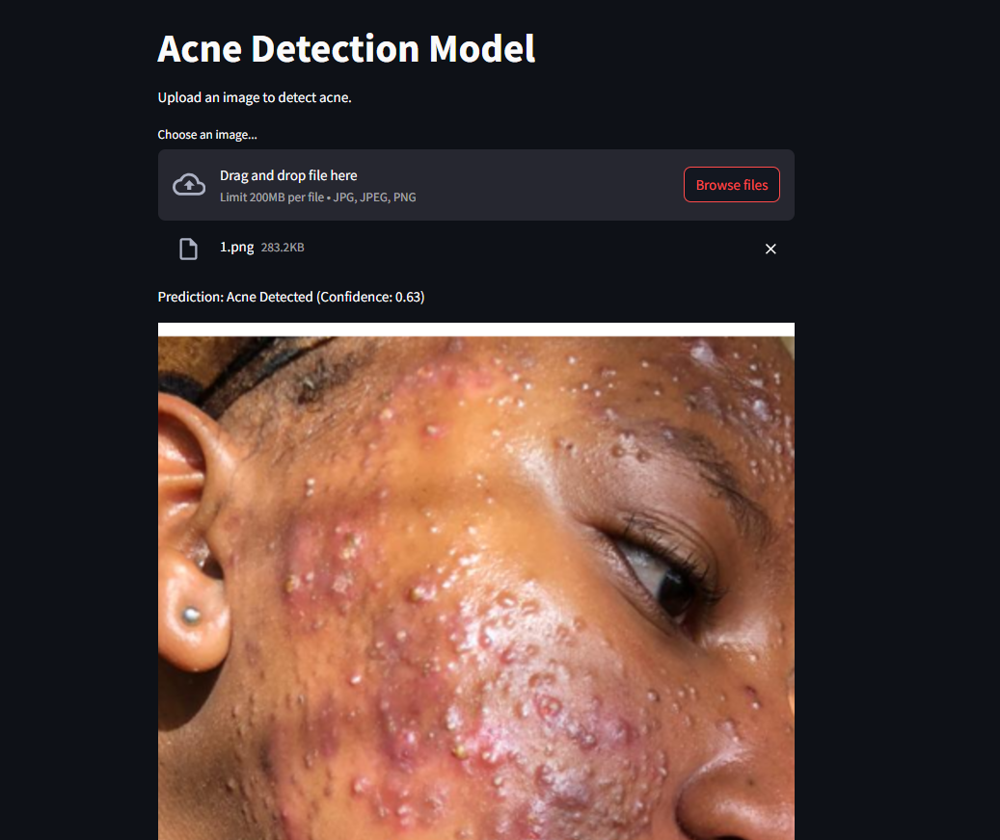 Acne Detection Model
Upload an image to detect acne.
Choose an image...
Drag and drop file here
Limit 200MB per file • JPG, JPEG, PNG
Browse files
1.png 283.2KB
Prediction: Acne Detected (Confidence: 0.63)